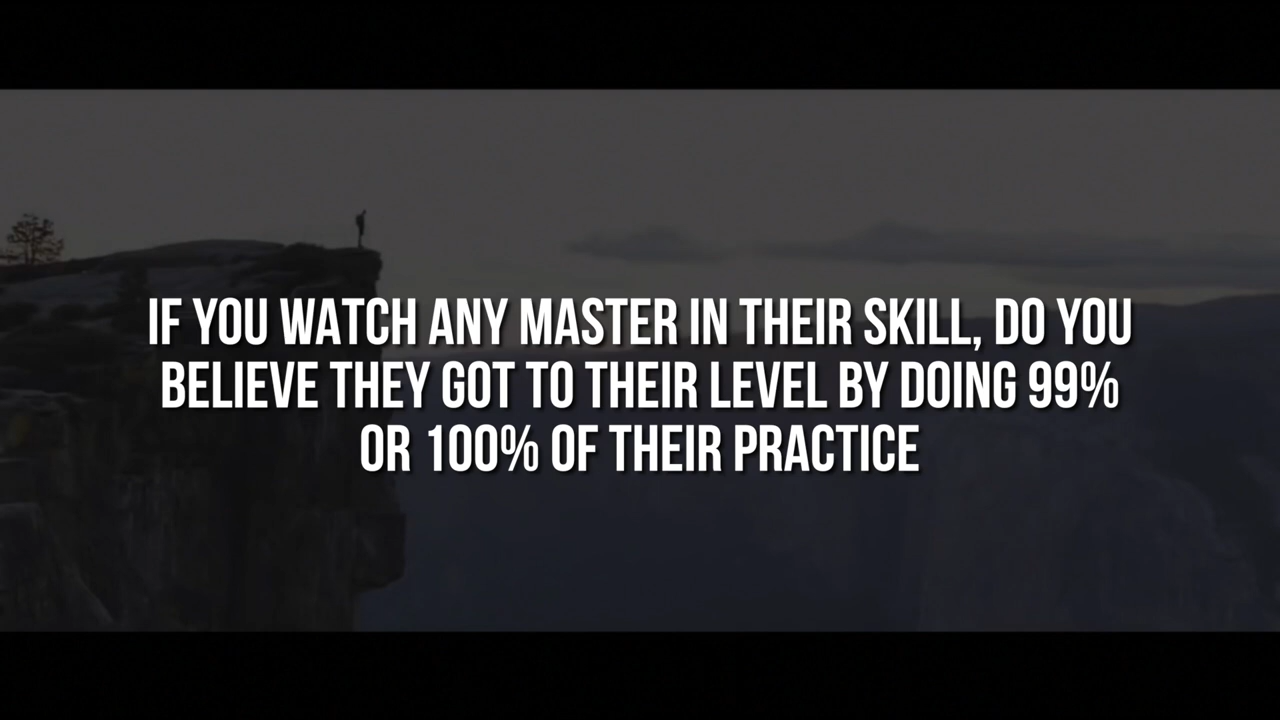 IF YOU WATCH ANY MASTER IN THEIR SKILL, DO YOU
BELIEVE THEY GOT TO THEIR LEVEL BY DOING 99%
OR 100% OF THEIR PRACTICE